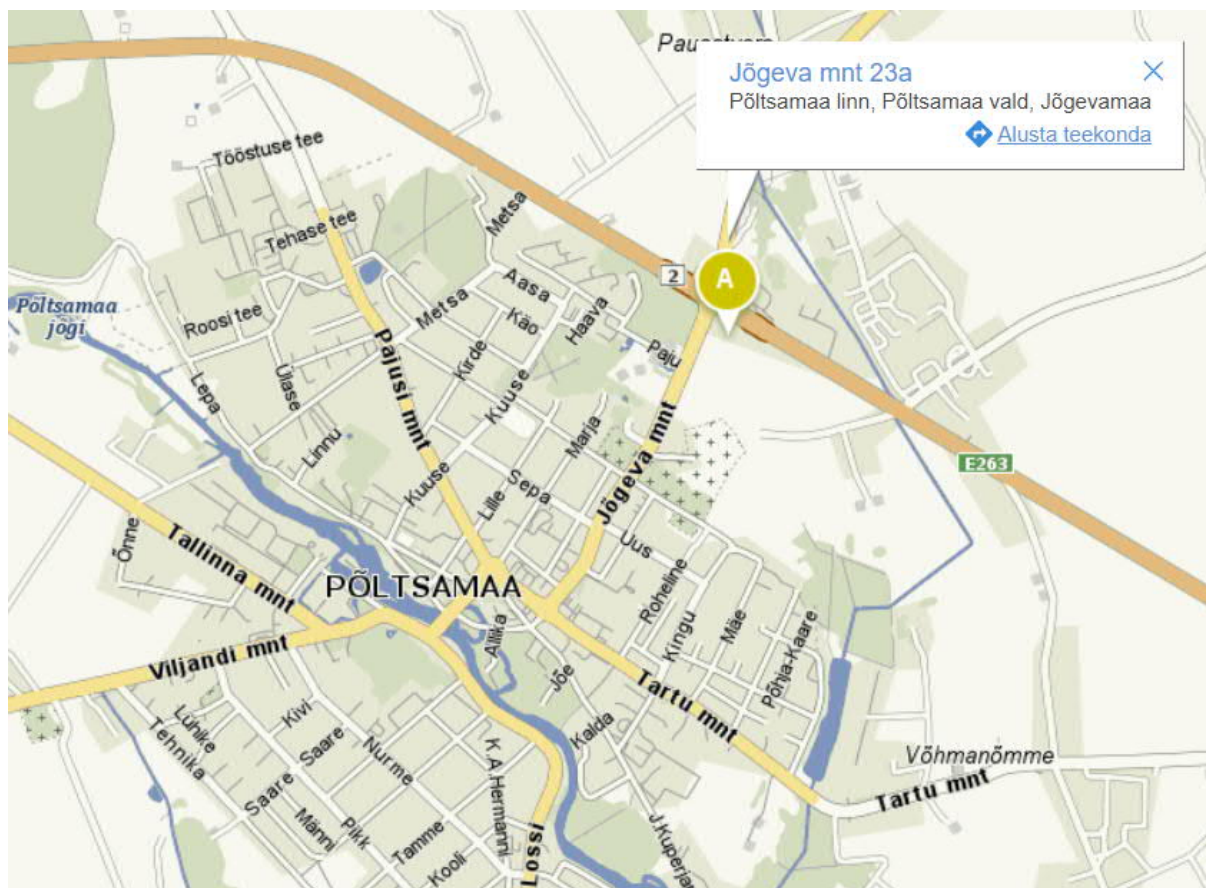 Pau
Jõgeva mnt 23a
Põltsamaa linn, Põltsamaa vald, Jõgevamaa
Alusta teekonda
Tööstuse tee
Metsa
Tehase tee
2
A
Aasa
Metsa
Käo
Haava
Põltsamaa
jõgi
Roosi tee
Pajusi mnt
Kirde
Paju
Lepa
Ülase
Kuuse
Linnu
Marja
Jõgeva mnt
E263
Kuuse
Lille
Sepa
Õnne
Tallinna mnt
Uus
PÕLTSAMAA
Roheline
Kingu
Mäe
Põhja-Kaare
Allika
Viljandi mnt
Jõe
Tartu mnt
Lühike
Kivi
Kalda
Tehnika
Saare
Nurme
K.A.Hermanni
Võhmanõmme
Saare
Tartu mnt
Männi
Pikk
Tamme
Kooli
Lossi
J.Kuperja